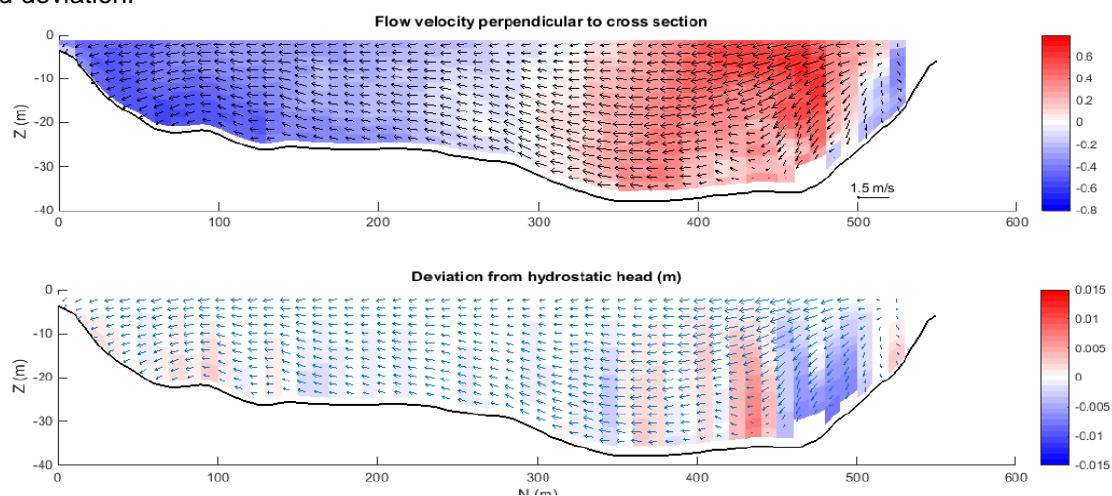 d deviation.
Flow velocity perpendicular to cross section
0
-10
-20
-30
-40
Z (m)
0 100 200 300 400 500 600
1.5 m/s
0.6
0.4
0.2
0
-0.2
-0.4
-0.6
-0.8
Deviation from hydrostatic head (m)
0
-10
-20
-30
-40
Z (m)
0 100 200 300 400 500 600
N (m)
0.015
0.01
0.005
0
-0.005
-0.01
-0.015